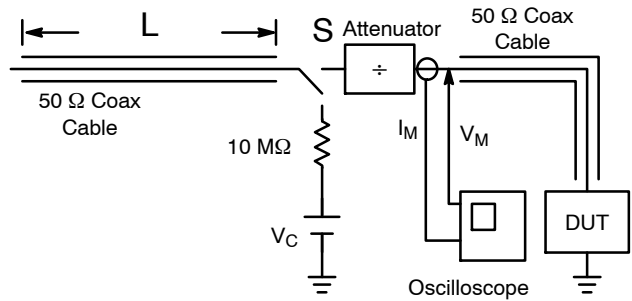 L
S
Attenuator
÷
50 Ω Coax
Cable
50 Ω Coax
Cable
10 MΩ
I_M
V_M
V_C
DUT
Oscilloscope